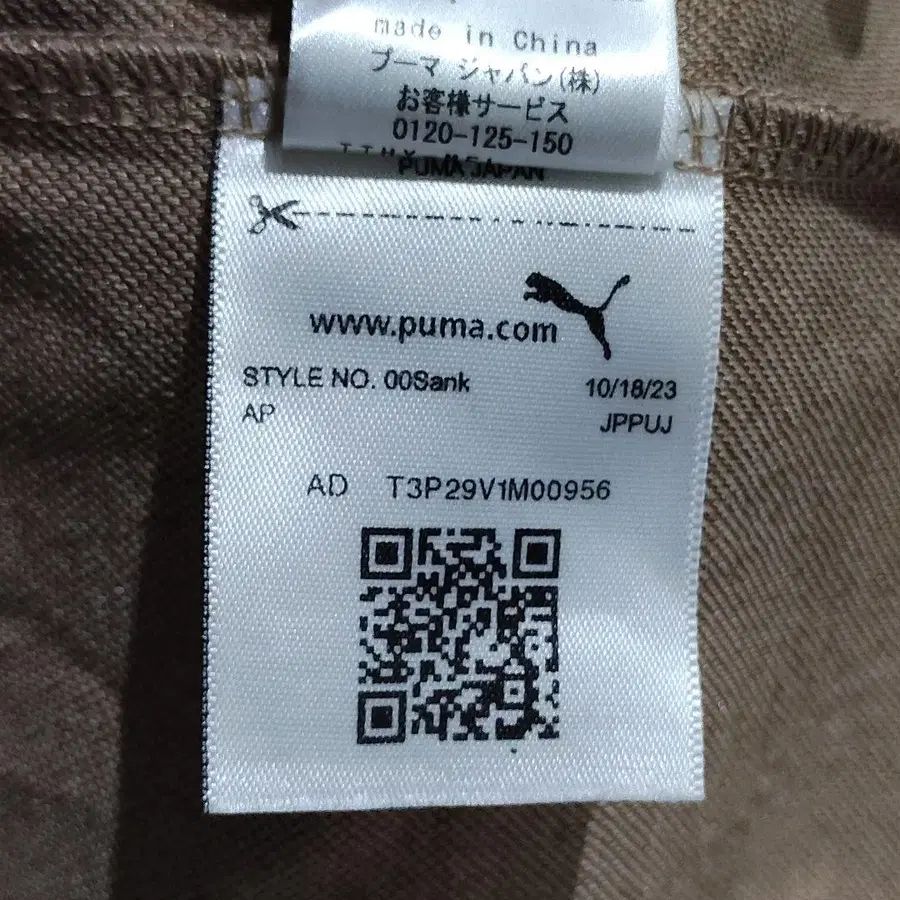 made in China
プーマ ジャパン(株)
お客様サービス
0120-125-150
PUMA JAPAN
www.puma.com
STYLE NO. 00Sank 10/18/23
AP JPPUJ
AD T3P29V1M00956